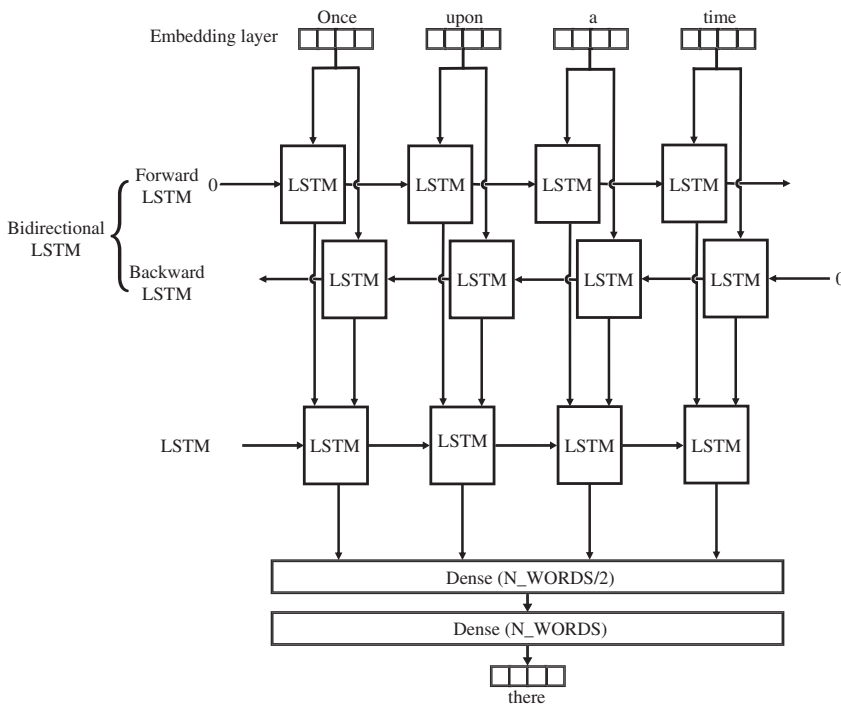 Once upon a time
Embedding layer
Forward
LSTM
0
LSTM LSTM LSTM LSTM
Bidirectional
LSTM
Backward
LSTM
LSTM LSTM LSTM LSTM
0
LSTM
LSTM LSTM LSTM LSTM
Dense (N_WORDS/2)
Dense (N_WORDS)
there